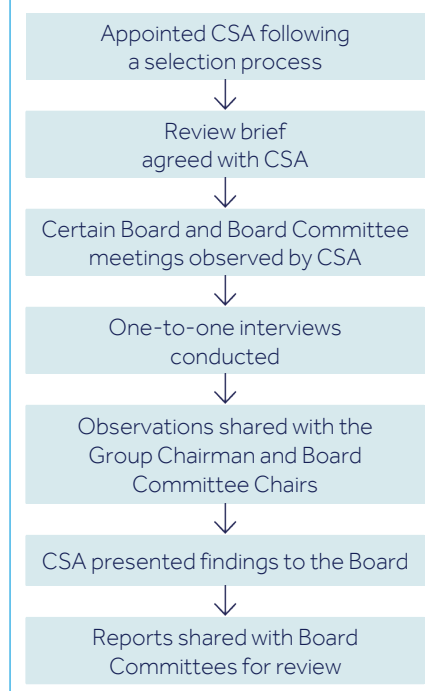 Appointed CSA following
a selection process
Review brief
agreed with CSA
Certain Board and Board Committee
meetings observed by CSA
One-to-one interviews
conducted
Observations shared with the
Group Chairman and Board
Committee Chairs
CSA presented findings to the Board
Reports shared with Board
Committees for review